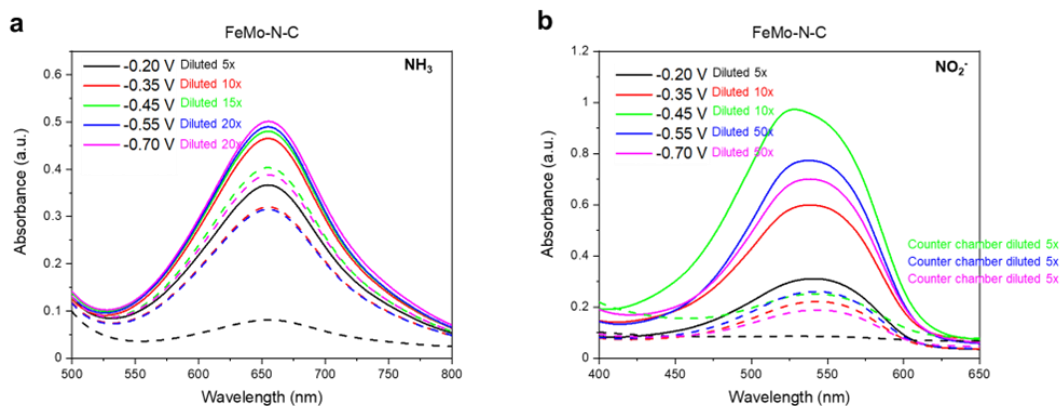 a
FeMo-N-C
NH3
-0.20 V Diluted 5x
-0.35 V Diluted 10x
-0.45 V Diluted 15x
-0.55 V Diluted 20x
-0.70 V Diluted 20x
0.6
0.5
0.4
0.3
0.2
0.1
0
Absorbance (a.u.)
500 550 600 650 700 750 800
Wavelength (nm)
b
FeMo-N-C
NO2-
-0.20 V Diluted 5x
-0.35 V Diluted 10x
-0.45 V Diluted 10x
-0.55 V Diluted 50x
-0.70 V Diluted 50x
1.2
1
0.8
0.6
0.4
0.2
0
Absorbance (a.u.)
Counter chamber diluted 5x
Counter chamber diluted 5x
Counter chamber diluted 5x
400 450 500 550 600 650
Wavelength (nm)